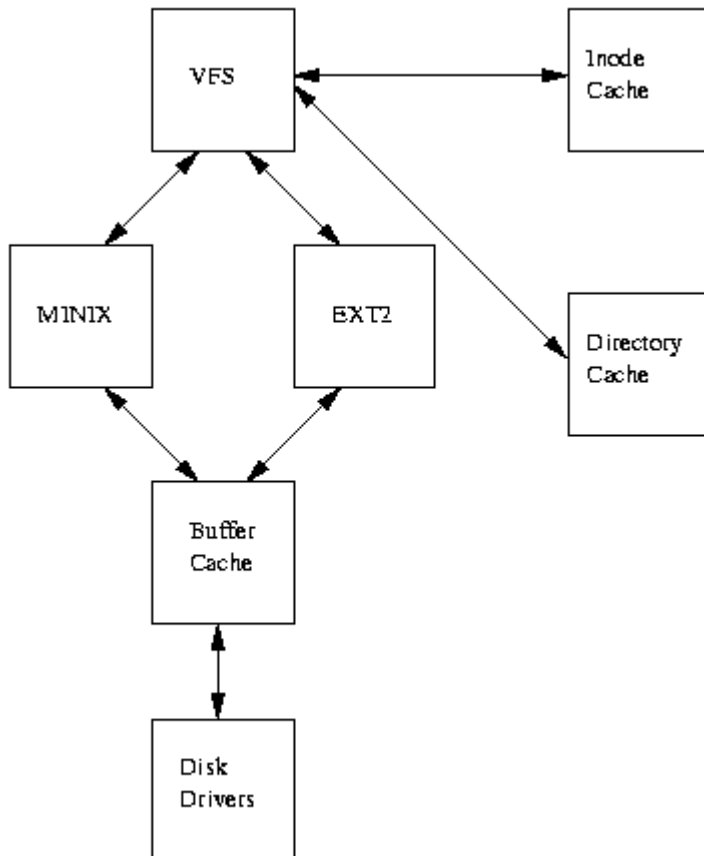 VFS
Inode
Cache
MINIX
EXT2
Directory
Cache
Buffer
Cache
Disk
Drivers